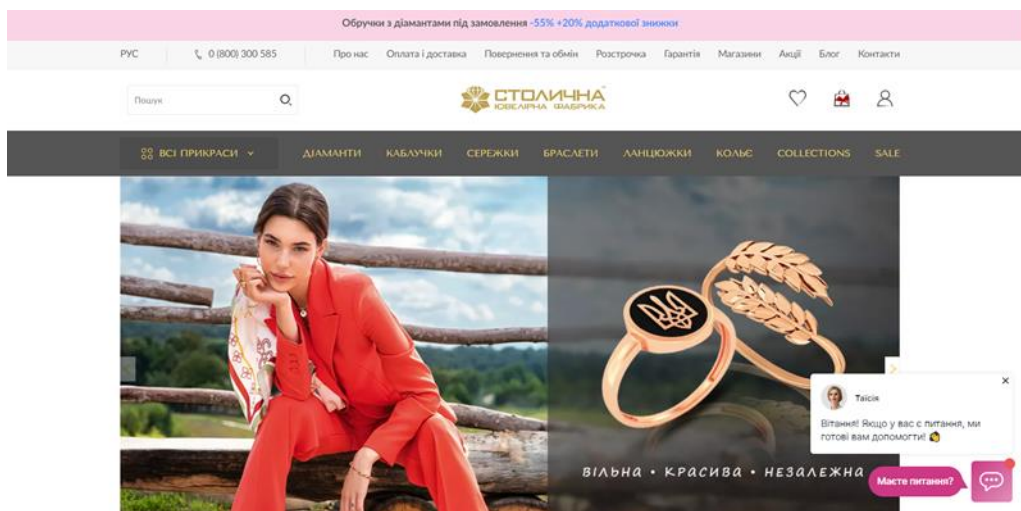 Обручки з діамантами під замовлення -55% +20% додаткової знижки
РУС 0 (800) 300 585 Про нас Оплата і доставка Повернення та обмін Розстрочка Гарантія Магазини Акції Блог Контакти
Пошук
СТОЛИЧНА
ЮВЕЛІРНА ФАБРИКА
ВСІ ПРИКРАСИ ДІАМАНТИ КАБЛУЧКИ СЕРЕЖКИ БРАСЛЕТИ ЛАНЦЮЖКИ КОЛЬЄ COLLECTIONS SALE
Таїсія
Вітання! Якщо у вас є питання, ми
готові вам допомогти!
ВІЛЬНА • КРАСИВА • НЕЗАЛЕЖНА
Маєте питання?